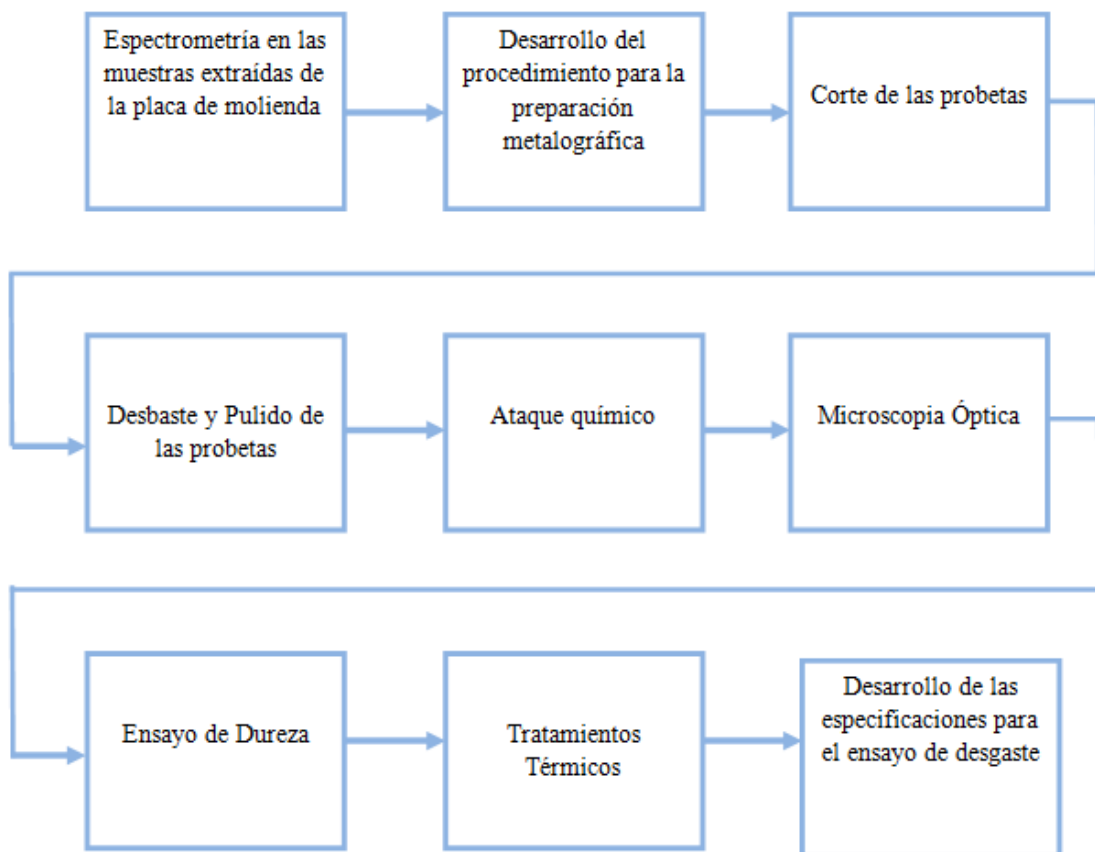 Espectrometría en las
muestras extraídas de
la placa de molienda
Desarrollo del
procedimiento para la
preparación
metalográfica
Corte de las probetas
Desbaste y Pulido de
las probetas
Ataque químico
Microscopia Óptica
Ensayo de Dureza
Tratamientos
Térmicos
Desarrollo de las
especificaciones para
el ensayo de desgaste